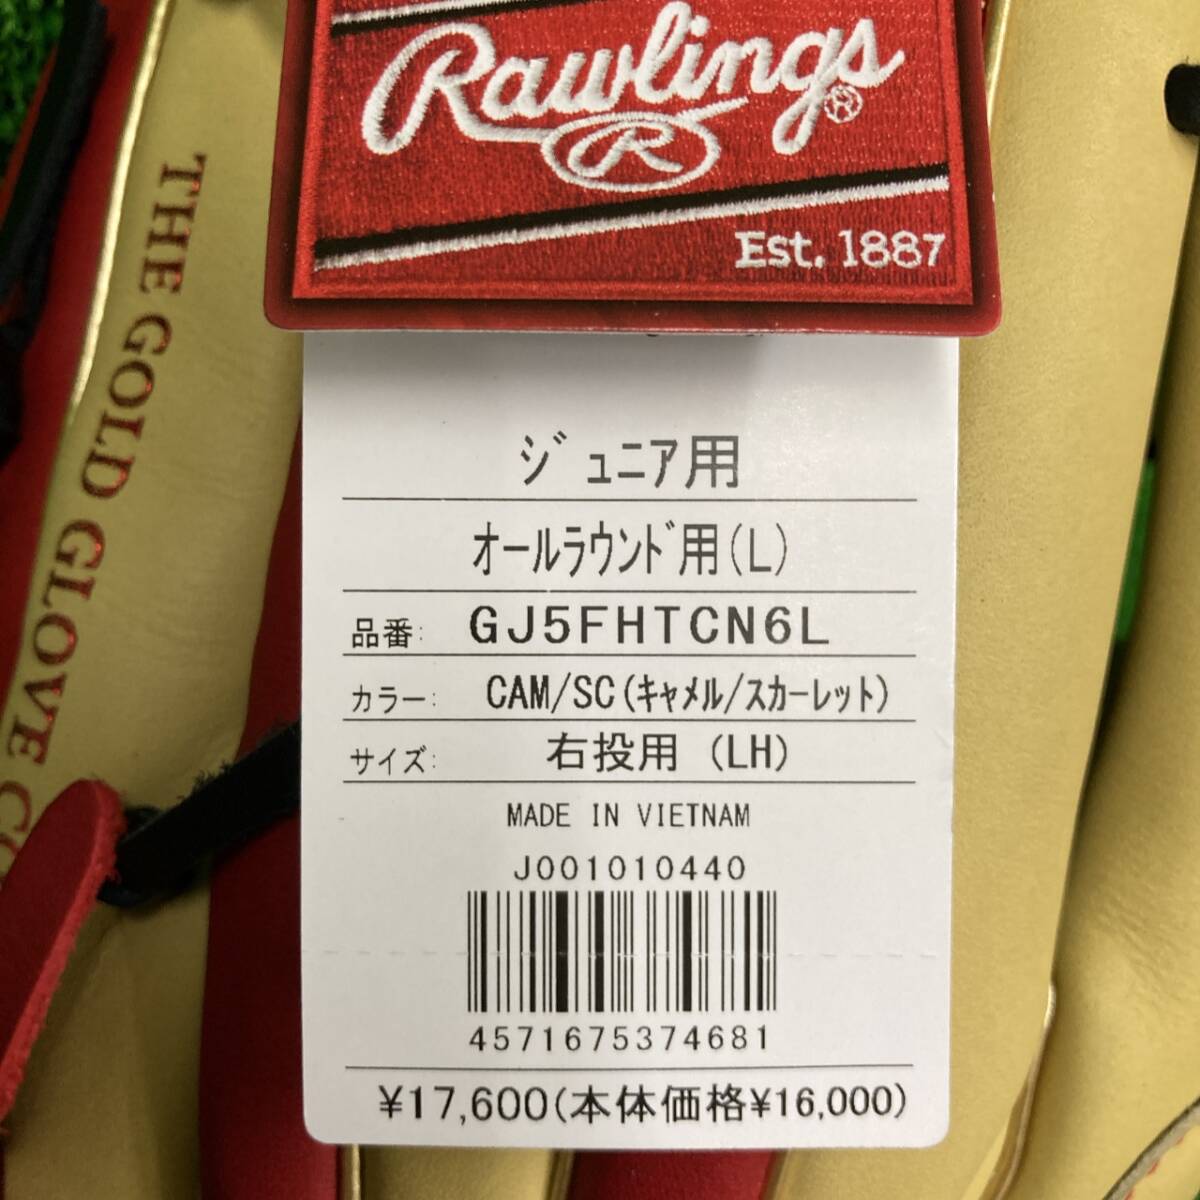 Rawlings®
R
Est. 1887
THE GOLD GLOVE CO
ジュニア用
オールラウンド用(L)
品番: GJ5FHTCN6L
カラー: CAM/SC(キャメル/スカーレット)
サイズ: 右投用 (LH)
MADE IN VIETNAM
J001010440
4571675374681
¥17,600(本体価格¥16,000)